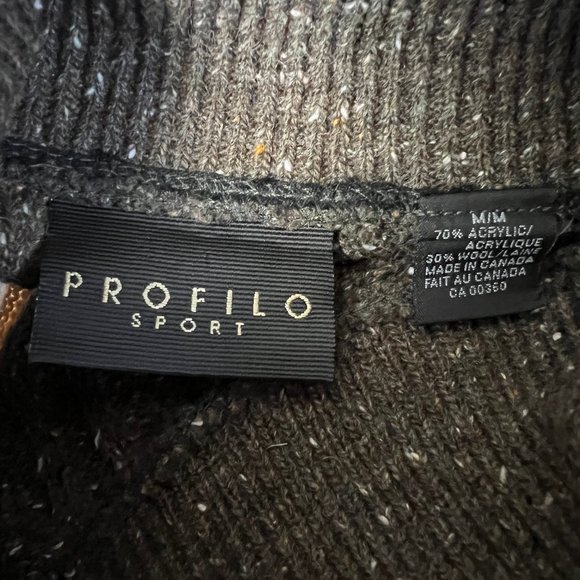 PROFILO
SPORT
M/M
70% ACRYLIC/
ACRYLIQUE
30% WOOL/LAINE
MADE IN CANADA
FAIT AU CANADA
CA 00360